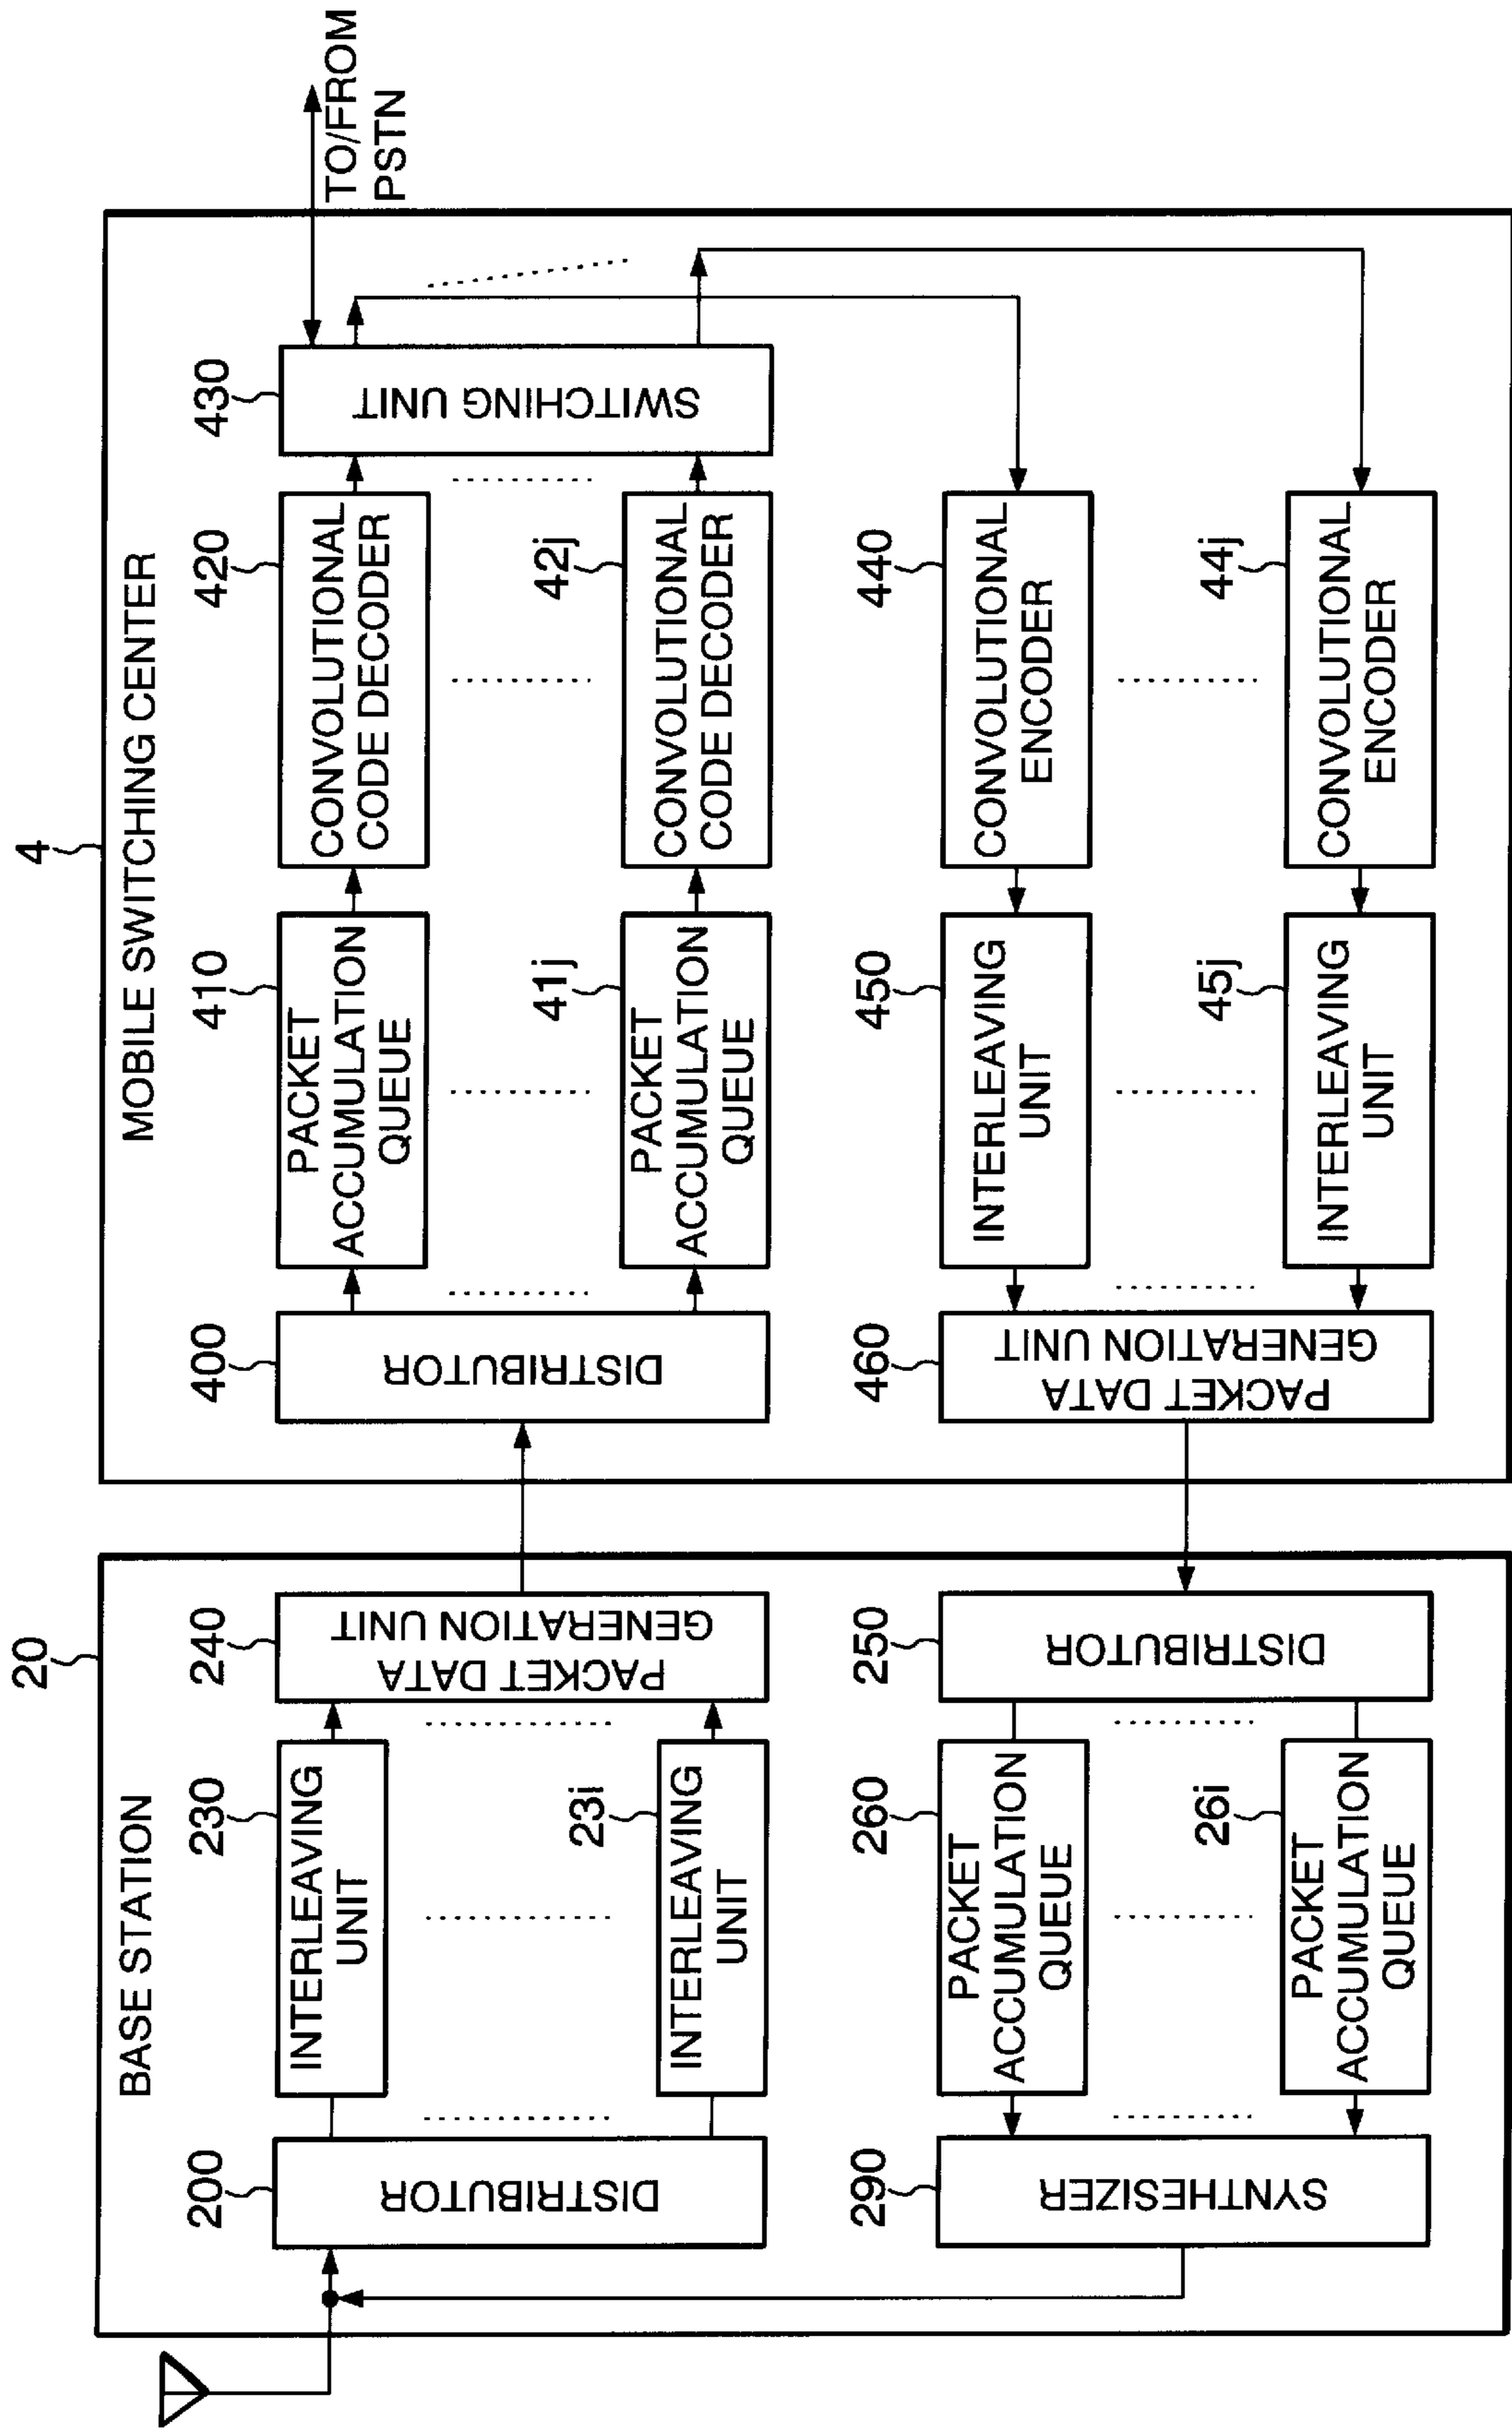 20
BASE STATION
200
DISTRIBUTOR
230
INTERLEAVING
UNIT
23i
INTERLEAVING
UNIT
240
PACKET DATA
GENERATION UNIT
290
SYNTHESIZER
260
PACKET
ACCUMULATION
QUEUE
26i
PACKET
ACCUMULATION
QUEUE
250
DISTRIBUTOR
4
MOBILE SWITCHING CENTER
400
DISTRIBUTOR
410
PACKET
ACCUMULATION
QUEUE
41j
PACKET
ACCUMULATION
QUEUE
420
CONVOLUTIONAL
CODE DECODER
42j
CONVOLUTIONAL
CODE DECODER
430
SWITCHING UNIT
TO/FROM
PSTN
460
PACKET DATA
GENERATION UNIT
450
INTERLEAVING
UNIT
45j
INTERLEAVING
UNIT
440
CONVOLUTIONAL
ENCODER
44j
CONVOLUTIONAL
ENCODER